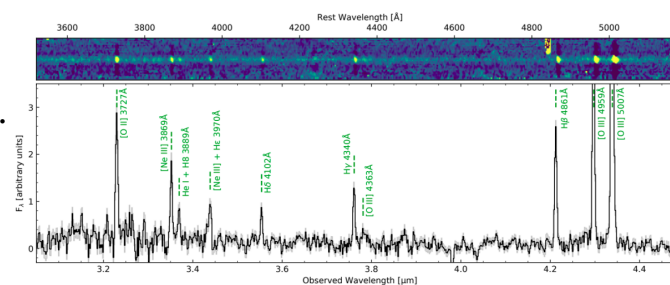 Rest Wavelength [Å]
3600 3800 4000 4200 4400 4600 4800 5000
[O II] 3727Å
[Ne III] 3869Å
He I + H8 3889Å
[Ne III] + Hε 3970Å
Hδ 4102Å
Hγ 4340Å
[O III] 4363Å
Hβ 4861Å
[O III] 4959Å
[O III] 5007Å
Fλ [arbitrary units]
3
2
1
0
3.2 3.4 3.6 3.8 4.0 4.2 4.4
Observed Wavelength [μm]